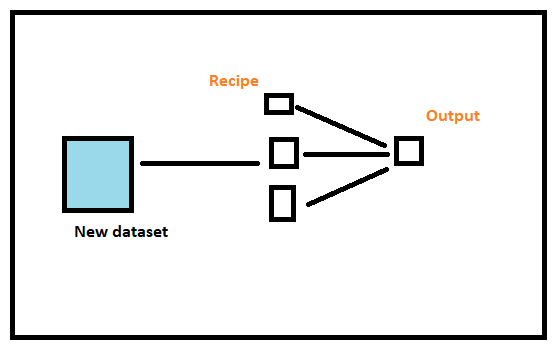 Recipe
Output
New dataset